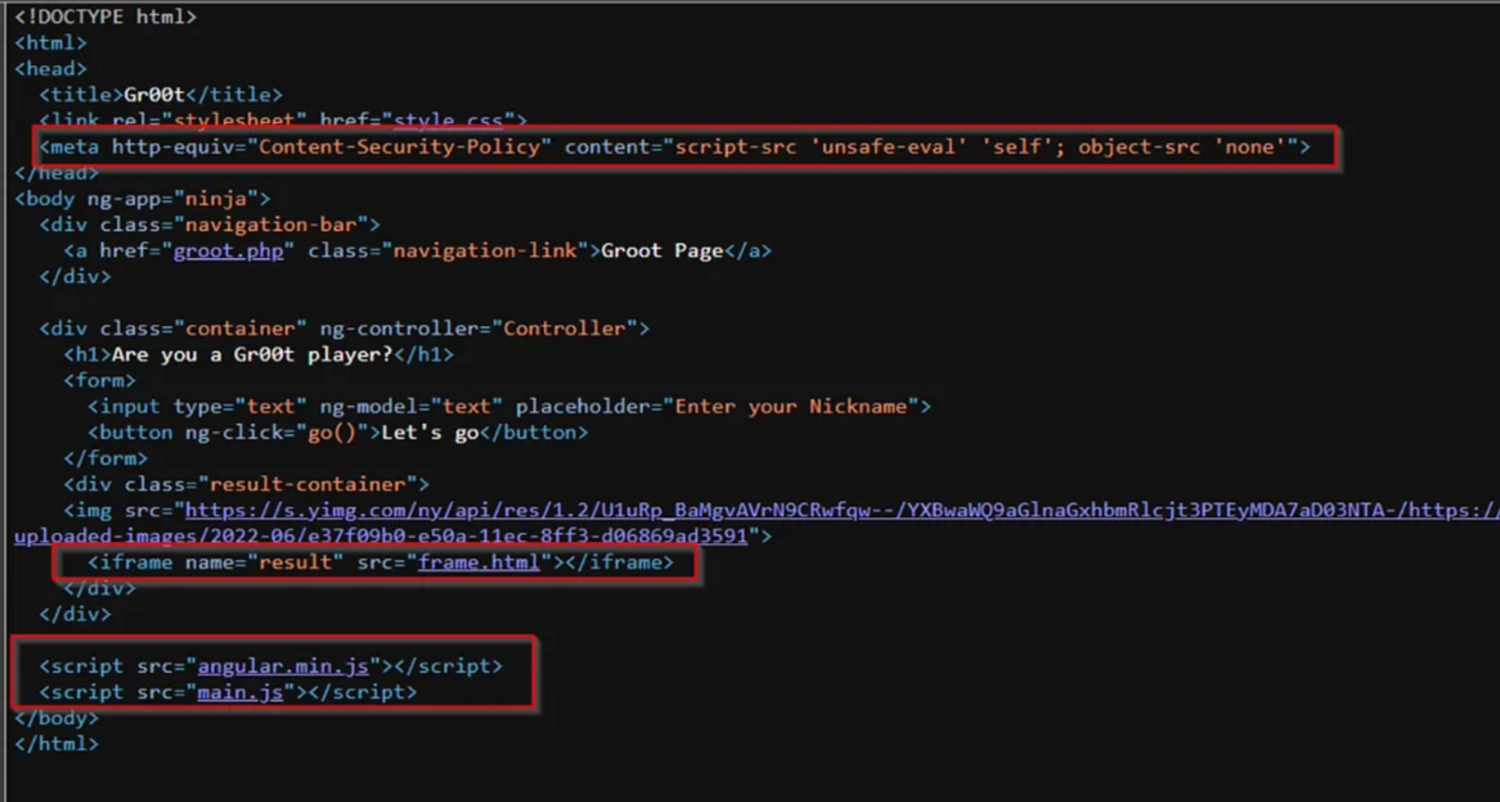 <!DOCTYPE html>
<html>
<head>
<title>Gr00t</title>
<link rel="stylesheet" href="style.css">
<meta http-equiv="Content-Security-Policy" content="script-src 'unsafe-eval' 'self'; object-src 'none'">
</head>
<body ng-app="ninja">
<div class="navigation-bar">
<a href="groot.php" class="navigation-link">Groot Page</a>
</div>
<div class="container" ng-controller="Controller">
<h1>Are you a Gr00t player?</h1>
<form>
<input type="text" ng-model="text" placeholder="Enter your Nickname">
<button ng-click="go()">Let's go</button>
</form>
<div class="result-container">
<img src="https://s.yimg.com/ny/api/res/1.2/U1uRp_BaMgvAVrN9CRwfqw--/YXBwaWQ9aGlnaGxhbmRlcjt3PTEyMDA7aD03NTA-/https:/
uploaded-images/2022-06/e37f09b0-e50a-11ec-8ff3-d06869ad3591">
<iframe name="result" src="frame.html"></iframe>
</div>
</div>
<script src="angular.min.js"></script>
<script src="main.js"></script>
</body>
</html>